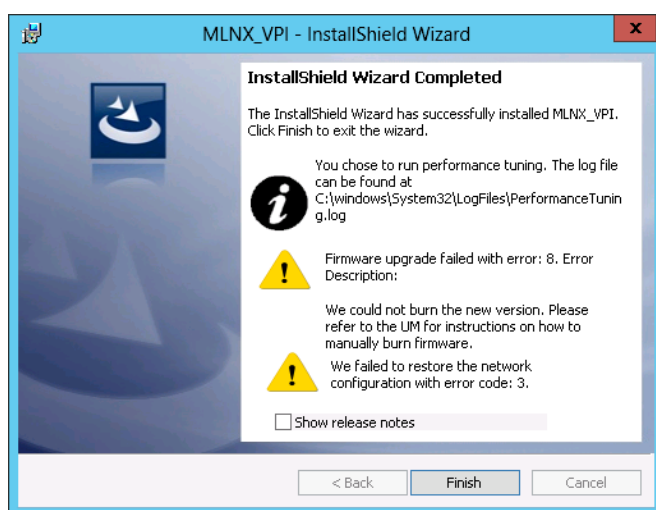 MLNX_VPI - InstallShield Wizard
x
InstallShield Wizard Completed
The InstallShield Wizard has successfully installed MLNX_VPI.
Click Finish to exit the wizard.
You chose to run performance tuning. The log file
can be found at
C:\windows\System32\LogFiles\PerformanceTunin
g.log
Firmware upgrade failed with error: 8. Error
Description:
We could not burn the new version. Please
refer to the UM for instructions on how to
manually burn firmware.
We failed to restore the network
configuration with error code: 3.
Show release notes
< Back Finish Cancel